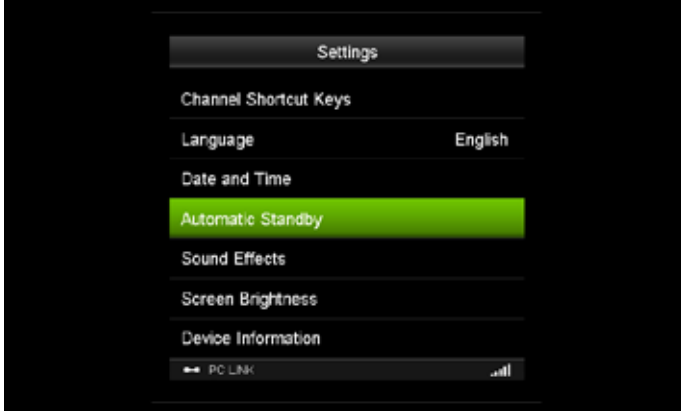 Settings
Channel Shortcut Keys
Language English
Date and Time
Automatic Standby
Sound Effects
Screen Brightness
Device Information
PC LINK